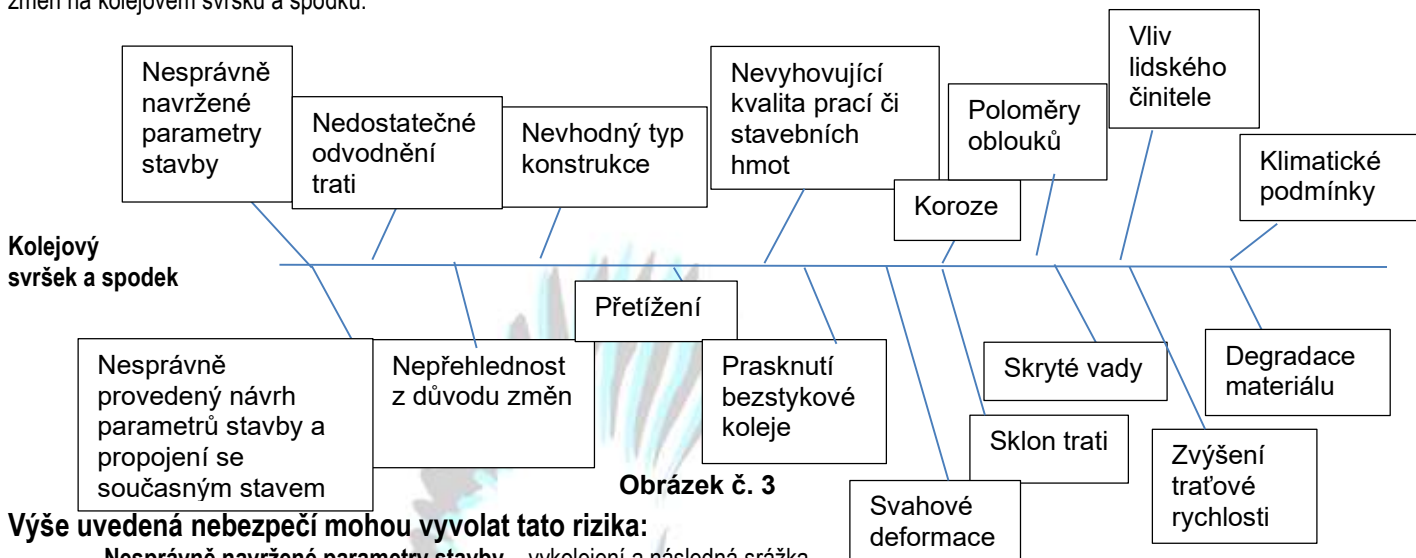 změn na kolejovém svršku a spodku.
Nesprávně
navržené
parametry
stavby
Nedostatečné
odvodnění
trati
Nevhodný typ
konstrukce
Nevyhovující
kvalita prací či
stavebních
hmot
Koroze
Poloměry
oblouků
Vliv
lidského
činitele
Klimatické
podmínky
Kolejový
svršek a spodek
Nesprávně
provedený návrh
parametrů stavby a
propojení se
současným stavem
Nepřehlednost
z důvodu změn
Přetížení
Prasknutí
bezstykové
koleje
Svahové
deformace
Sklon trati
Skryté vady
Zvýšení
traťové
rychlosti
Degradace
materiálu
Obrázek č. 3
Výše uvedená nebezpečí mohou vyvolat tato rizika:
Nesprávně navržené parametry stavby – vykolejení a následná srážka